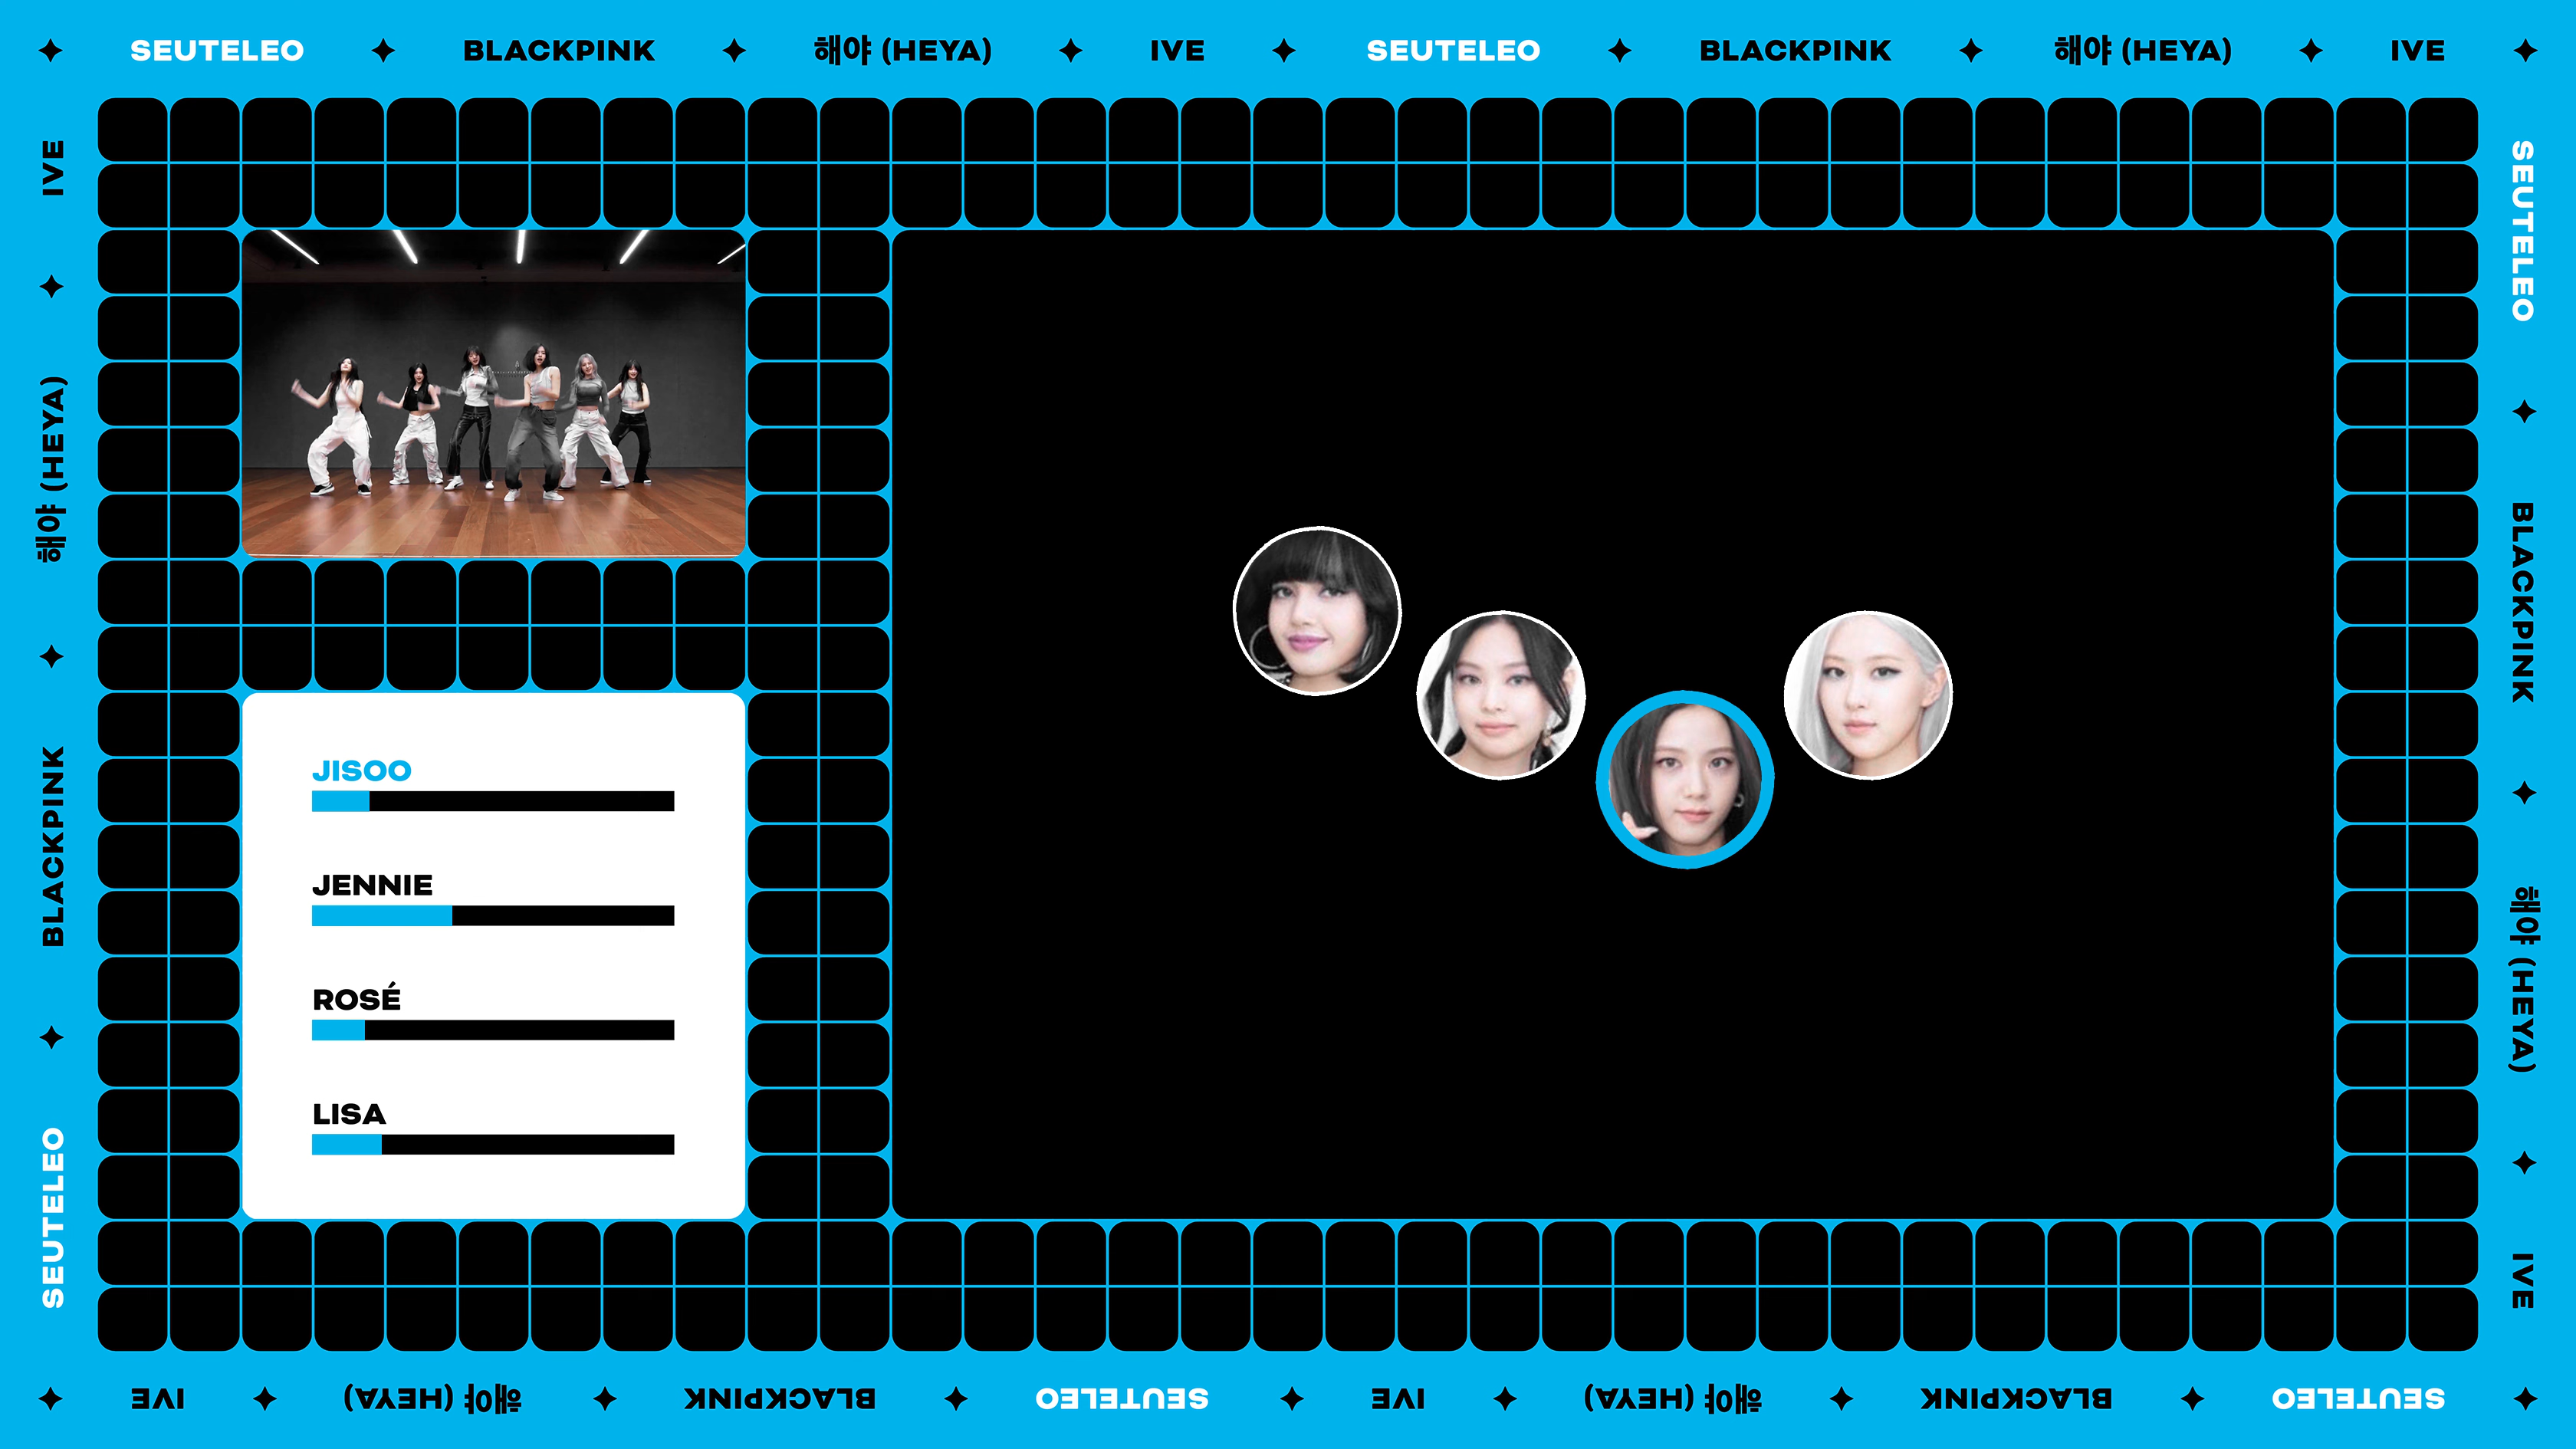 SEUTELEO ✦ BLACKPINK ✦ 해야 (HEYA) ✦ IVE ✦ SEUTELEO ✦ BLACKPINK ✦ 해야 (HEYA) ✦ IVE
SEUTELEO ✦ BLACKPINK ✦ 해야 (HEYA) ✦ IVE
JISOO
JENNIE
ROSÉ
LISA
SEUTELEO ✦ BLACKPINK ✦ 해야 (HEYA) ✦ IVE
SEUTELEO ✦ BLACKPINK ✦ 해야 (HEYA) ✦ IVE ✦ SEUTELEO ✦ BLACKPINK ✦ 해야 (HEYA) ✦ IVE